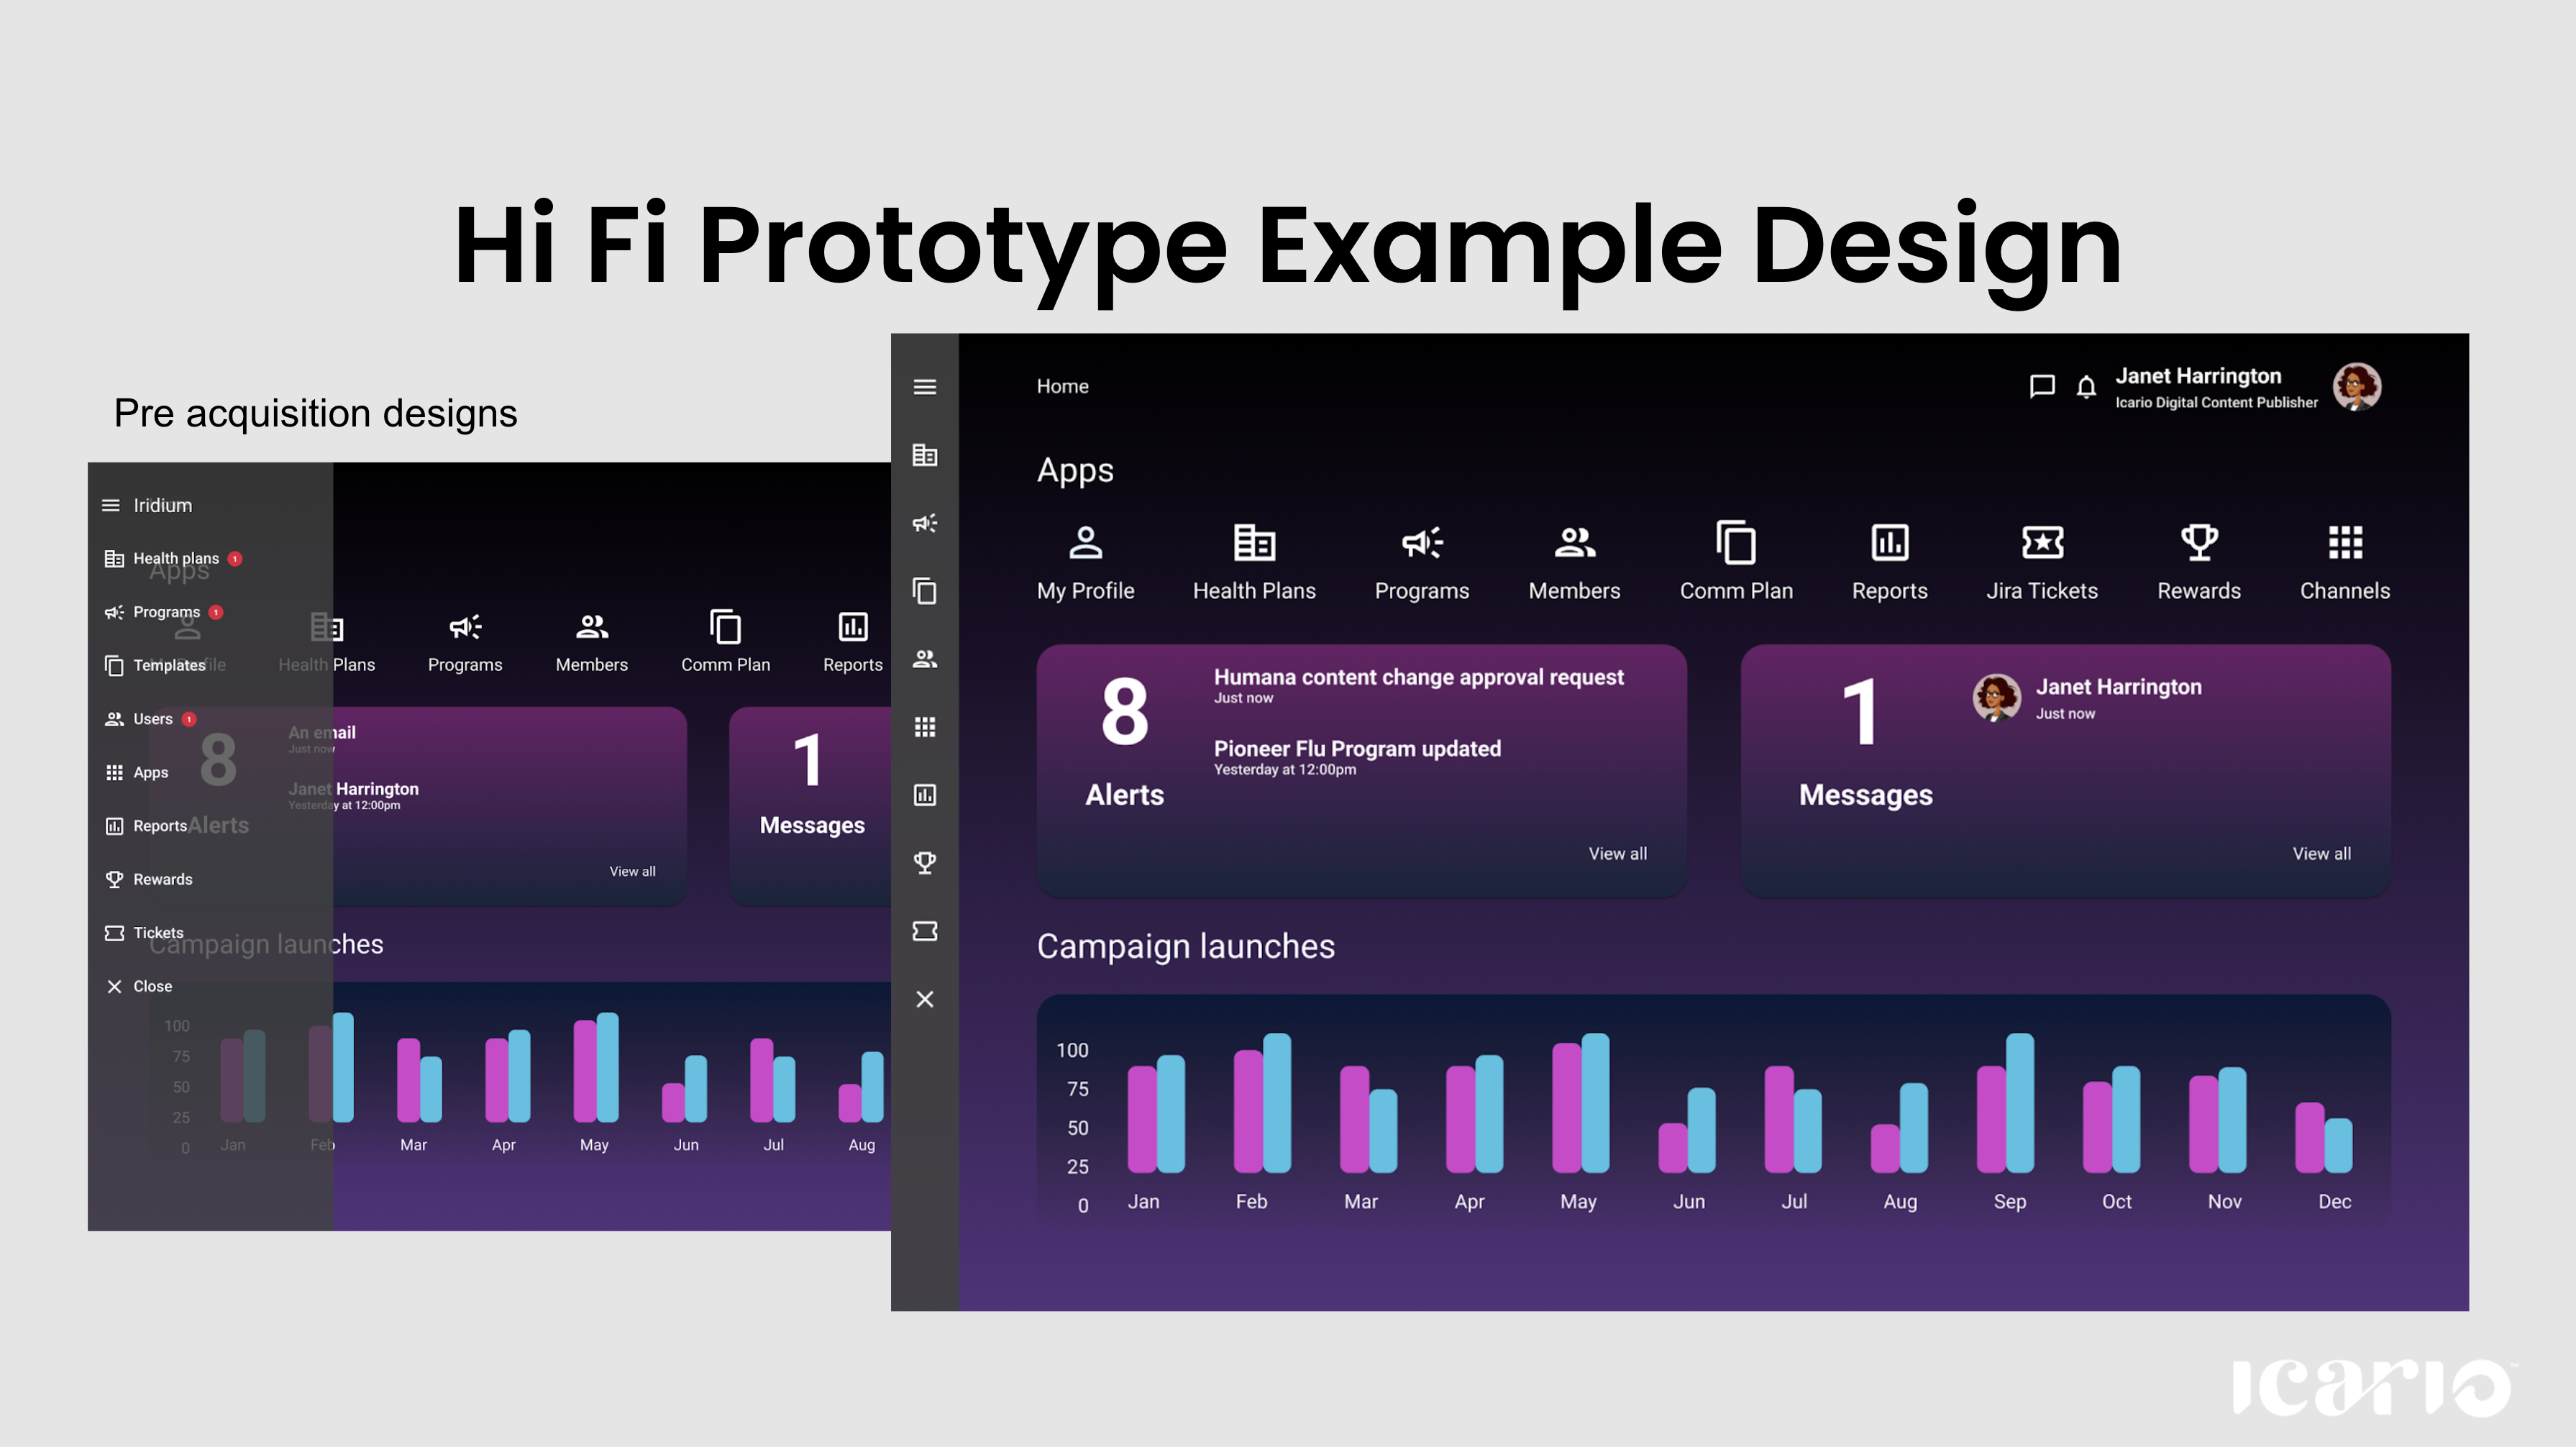 Hi Fi Prototype Example Design
Pre acquisition designs
Iridium
Health plans 1
Programs 1
Templates
Users 1
Apps
Reports
Rewards
Tickets
Close
Apps
My Profile
Health Plans
Programs
Members
Comm Plan
Reports
8
Alerts
An email
Just now
Janet Harrington
Yesterday at 12:00pm
View all
1
Messages
Campaign launches
100
75
50
25
0
Jan Feb Mar Apr May Jun Jul Aug
Home
Janet Harrington
Icario Digital Content Publisher
Apps
My Profile
Health Plans
Programs
Members
Comm Plan
Reports
Jira Tickets
Rewards
Channels
8
Alerts
Humana content change approval request
Just now
Pioneer Flu Program updated
Yesterday at 12:00pm
View all
1
Messages
Janet Harrington
Just now
View all
Campaign launches
100
75
50
25
0
Jan Feb Mar Apr May Jun Jul Aug Sep Oct Nov Dec
icario™